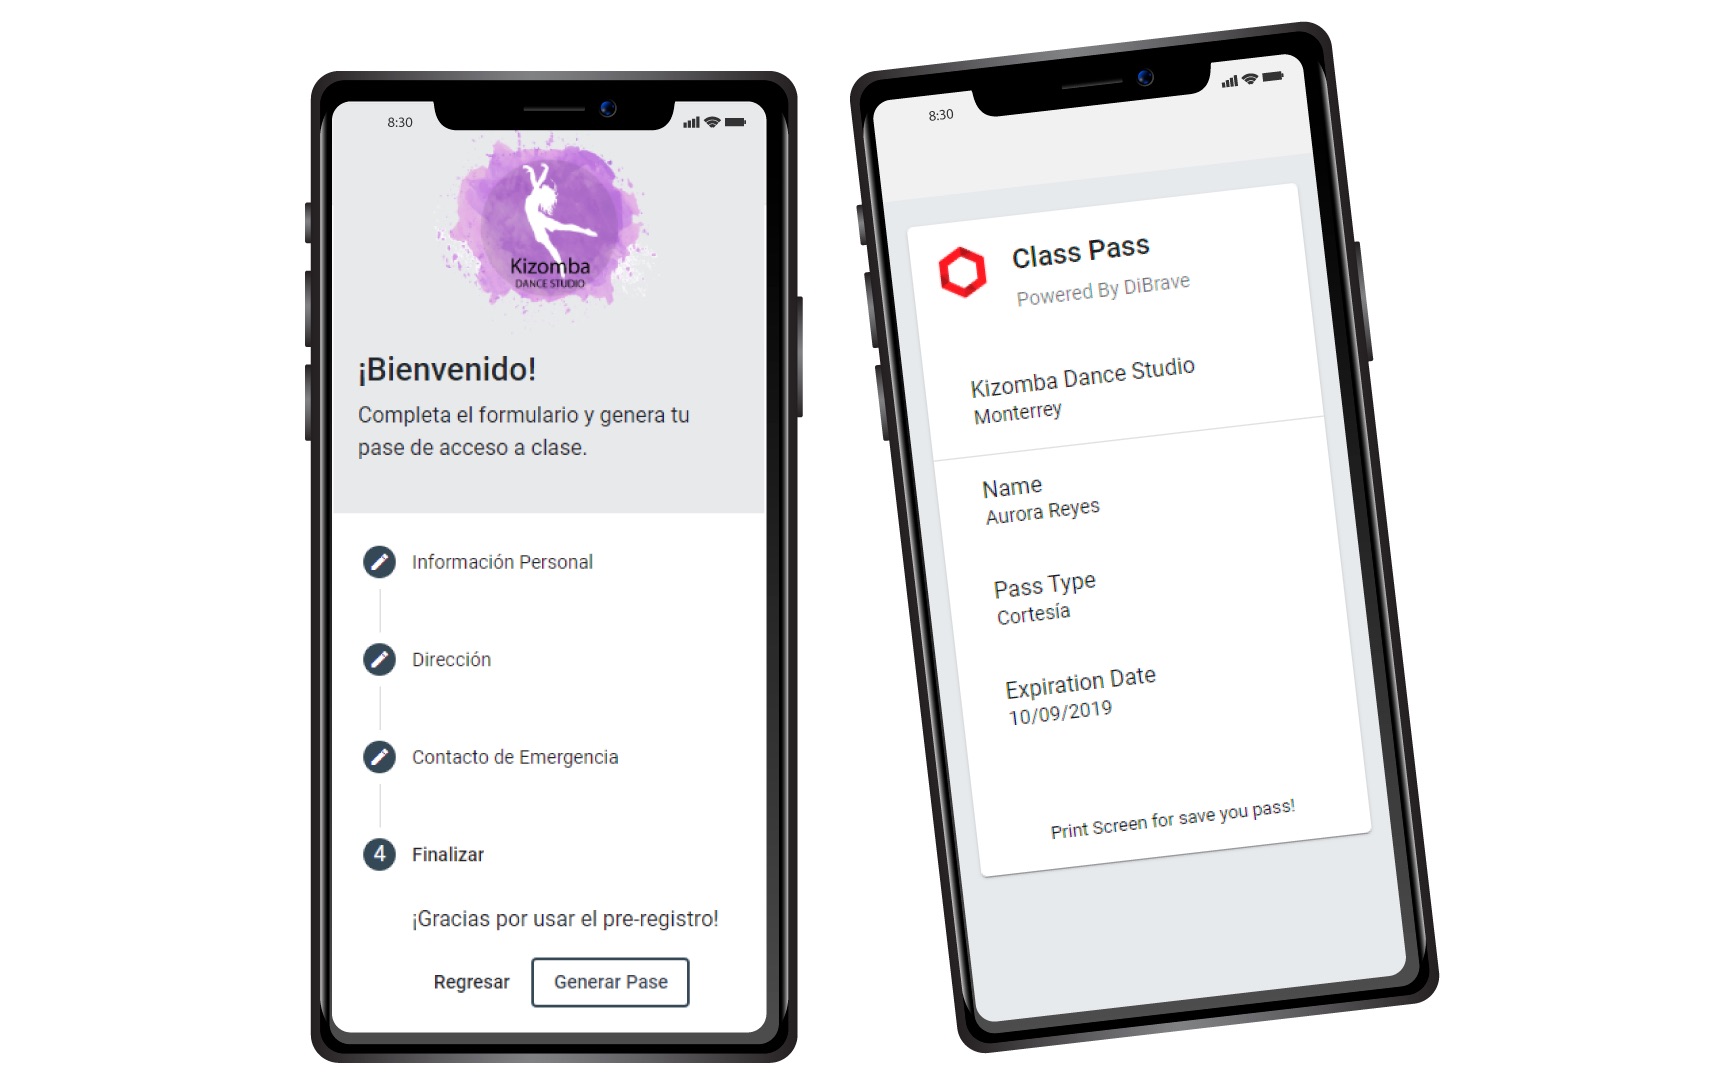 8:30
Kizomba
DANCE STUDIO
¡Bienvenido!
Completa el formulario y genera tu
pase de acceso a clase.
Información Personal
Dirección
Contacto de Emergencia
4 Finalizar
¡Gracias por usar el pre-registro!
Regresar Generar Pase
8:30
Class Pass
Powered By DiBrave
Kizomba Dance Studio
Monterrey
Name
Aurora Reyes
Pass Type
Cortesía
Expiration Date
10/09/2019
Print Screen for save you pass!